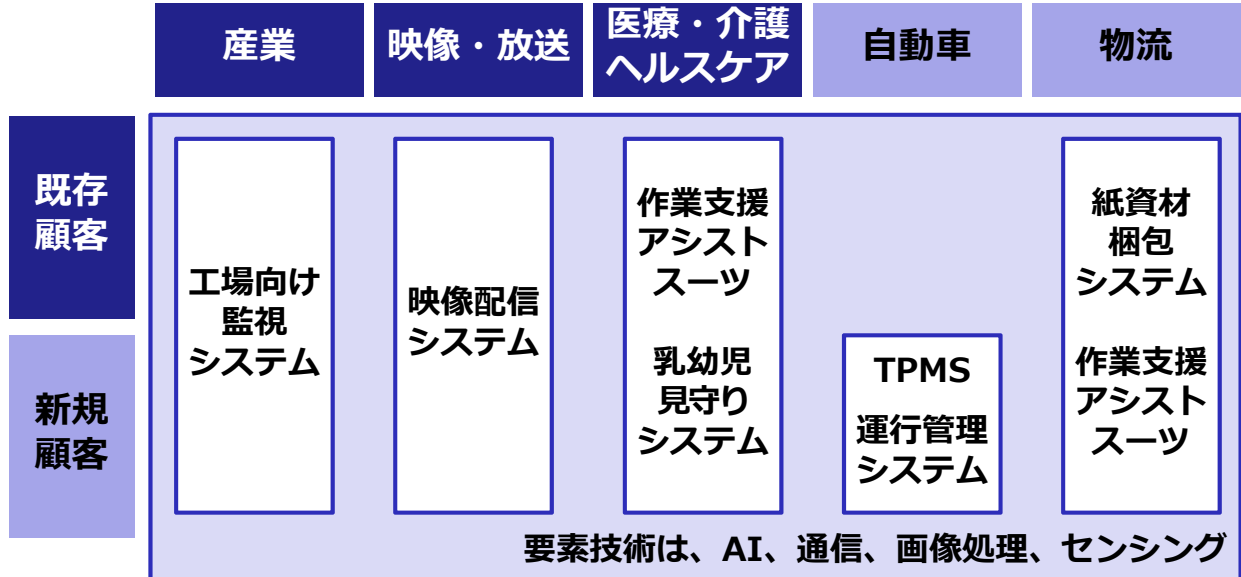 産業
映像・放送
医療・介護
ヘルスケア
自動車
物流
既存
顧客
新規
顧客
工場向け
監視
システム
映像配信
システム
作業支援
アシスト
スーツ
乳幼児
見守り
システム
TPMS
運行管理
システム
紙資材
梱包
システム
作業支援
アシスト
スーツ
要素技術は、AI、通信、画像処理、センシング